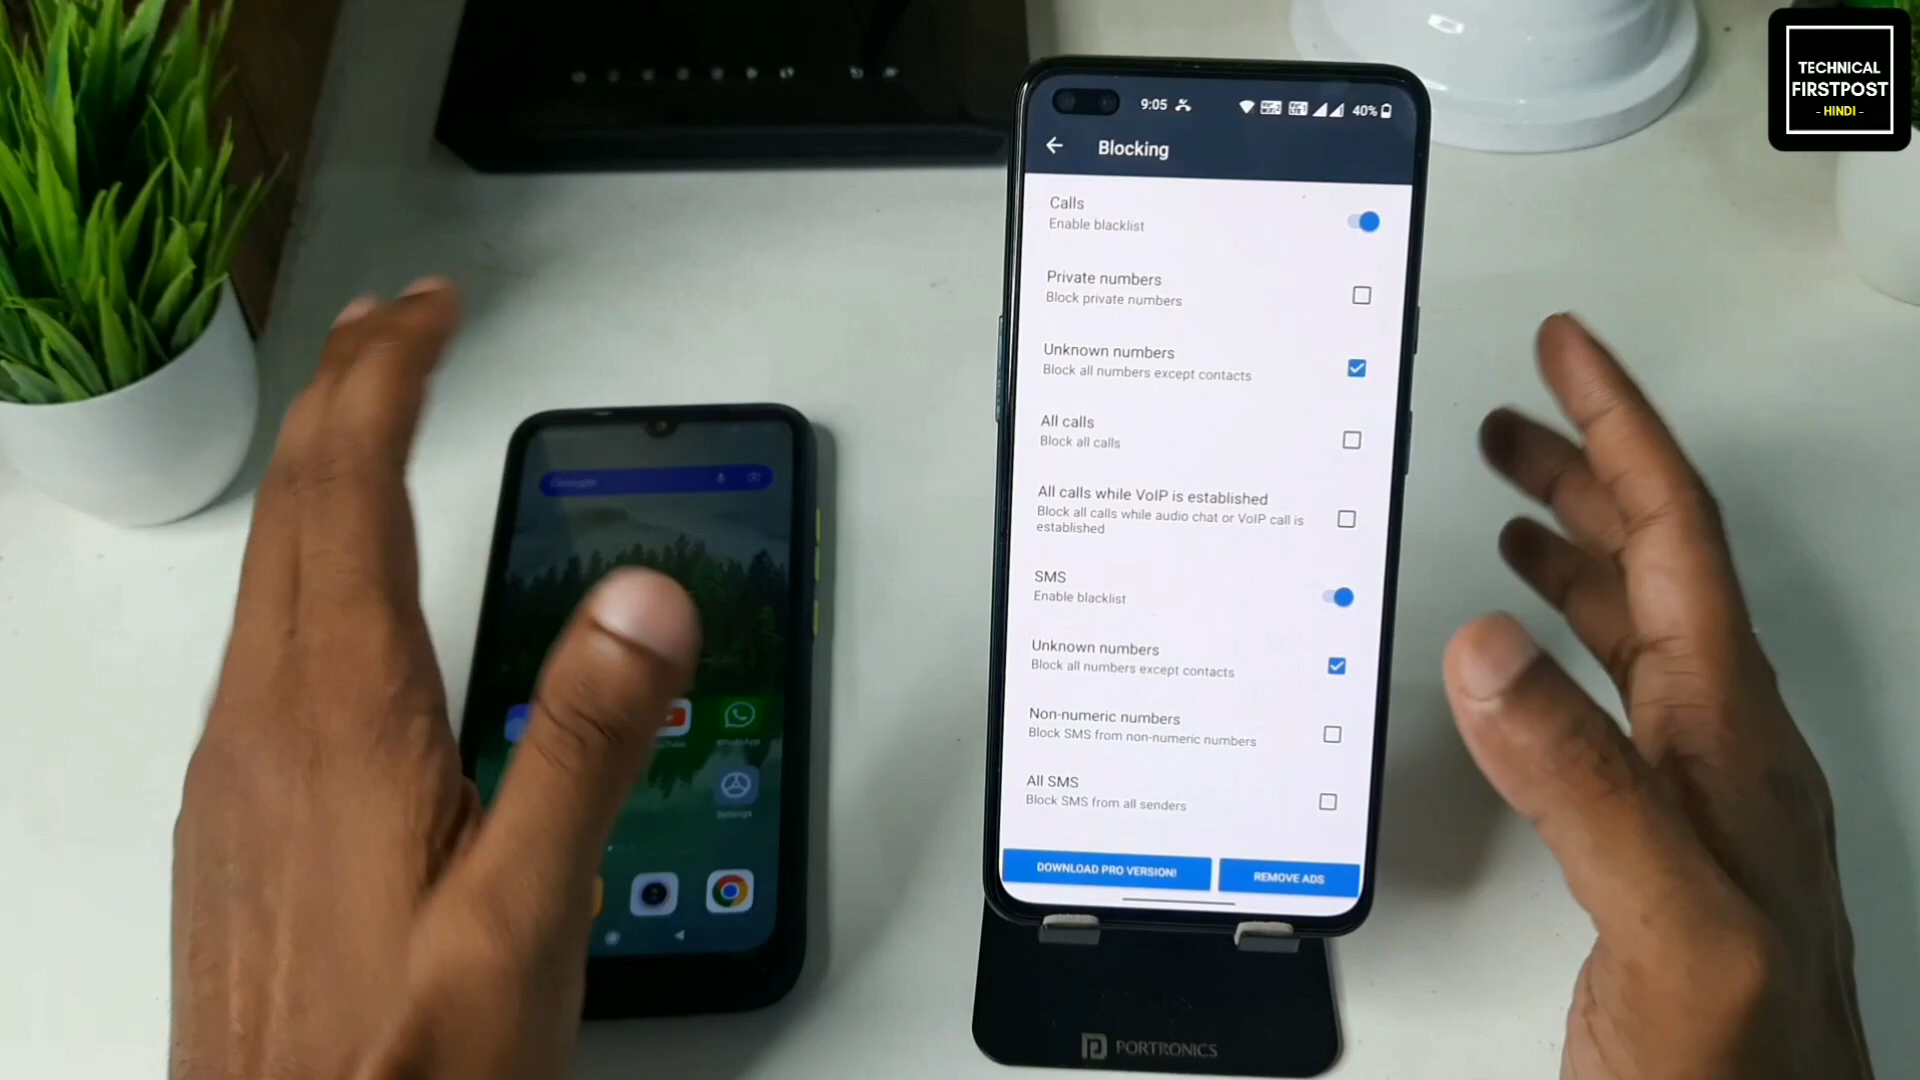 TECHNICAL
FIRSTPOST
- HINDI -
9:05
40%
Blocking
Calls
Enable blacklist
Private numbers
Block private numbers
Unknown numbers
Block all numbers except contacts
All calls
Block all calls
All calls while VoIP is established
Block all calls while audio chat or VoIP call is
established
SMS
Enable blacklist
Unknown numbers
Block all numbers except contacts
Non-numeric numbers
Block SMS from non-numeric numbers
All SMS
Block SMS from all senders
DOWNLOAD PRO VERSION!
REMOVE ADS
Google
WhatsApp
Settings
PORTRONICS